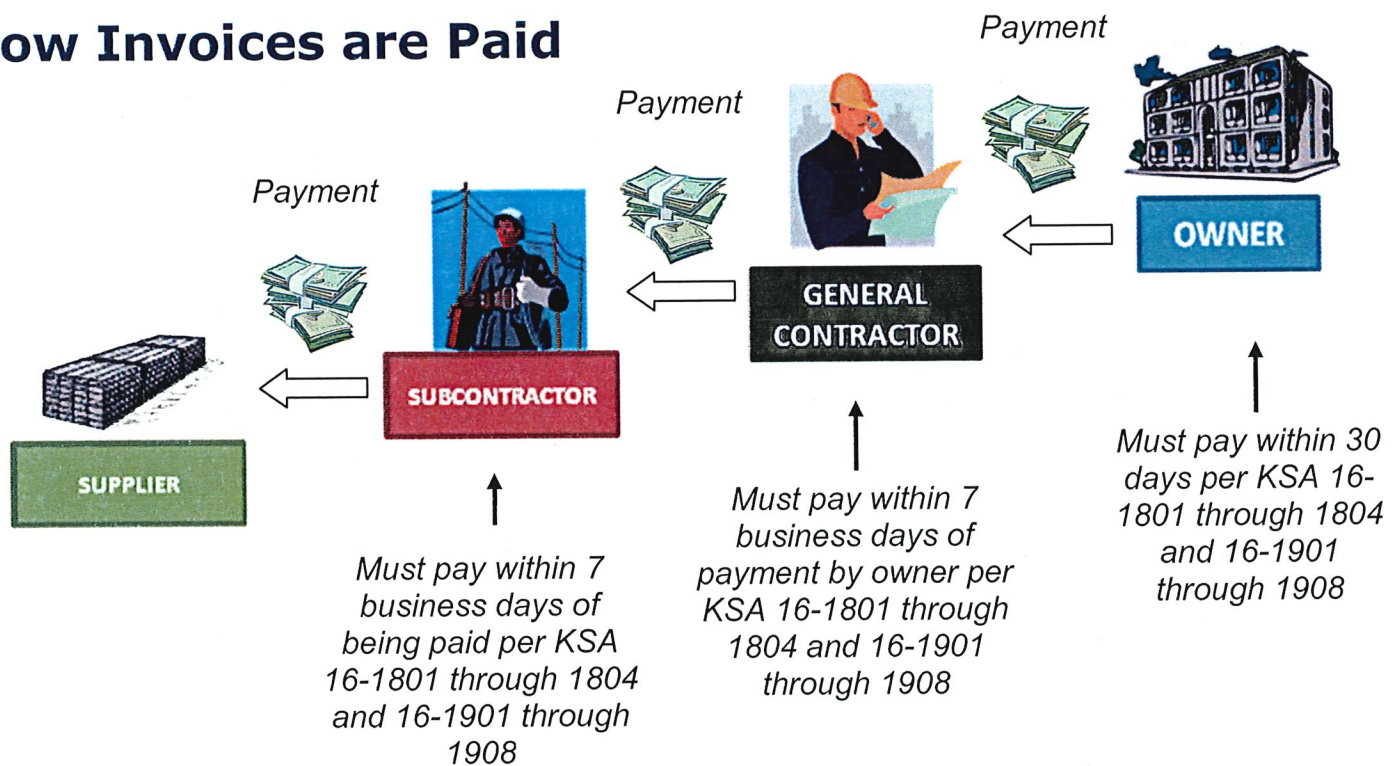 ow Invoices are Paid
Payment
Payment
Payment
OWNER
GENERAL
CONTRACTOR
SUBCONTRACTOR
SUPPLIER
Must pay within 30
days per KSA 16-
1801 through 1804
and 16-1901
through 1908
Must pay within 7
business days of
payment by owner per
KSA 16-1801 through
1804 and 16-1901
through 1908
Must pay within 7
business days of
being paid per KSA
16-1801 through 1804
and 16-1901 through
1908